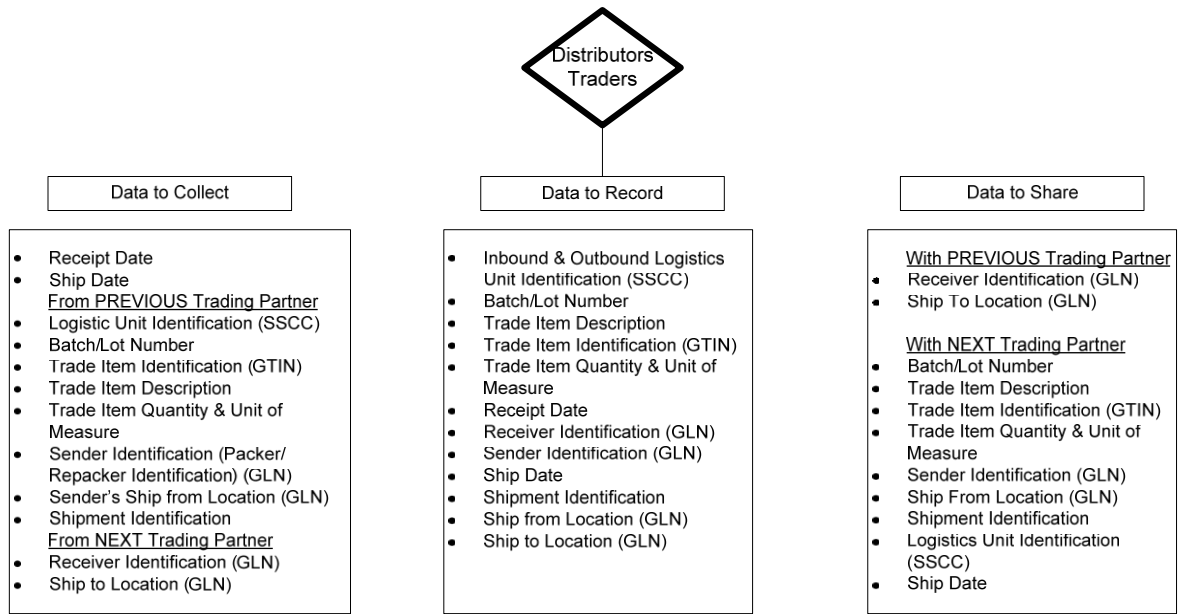 Distributors
Traders
Data to Collect
Receipt Date
Ship Date
From PREVIOUS Trading Partner
Logistic Unit Identification (SSCC)
Batch/Lot Number
Trade Item Identification (GTIN)
Trade Item Description
Trade Item Quantity & Unit of
Measure
Sender Identification (Packer/
Repacker Identification) (GLN)
Sender's Ship from Location (GLN)
Shipment Identification
From NEXT Trading Partner
Receiver Identification (GLN)
Ship to Location (GLN)
Data to Record
Inbound & Outbound Logistics
Unit Identification (SSCC)
Batch/Lot Number
Trade Item Description
Trade Item Identification (GTIN)
Trade Item Quantity & Unit of
Measure
Receipt Date
Receiver Identification (GLN)
Sender Identification (GLN)
Ship Date
Shipment Identification
Ship from Location (GLN)
Ship to Location (GLN)
Data to Share
With PREVIOUS Trading Partner
Receiver Identification (GLN)
Ship To Location (GLN)
With NEXT Trading Partner
Batch/Lot Number
Trade Item Description
Trade Item Identification (GTIN)
Trade Item Quantity & Unit of
Measure
Sender Identification (GLN)
Ship From Location (GLN)
Shipment Identification
Logistics Unit Identification
(SSCC)
Ship Date